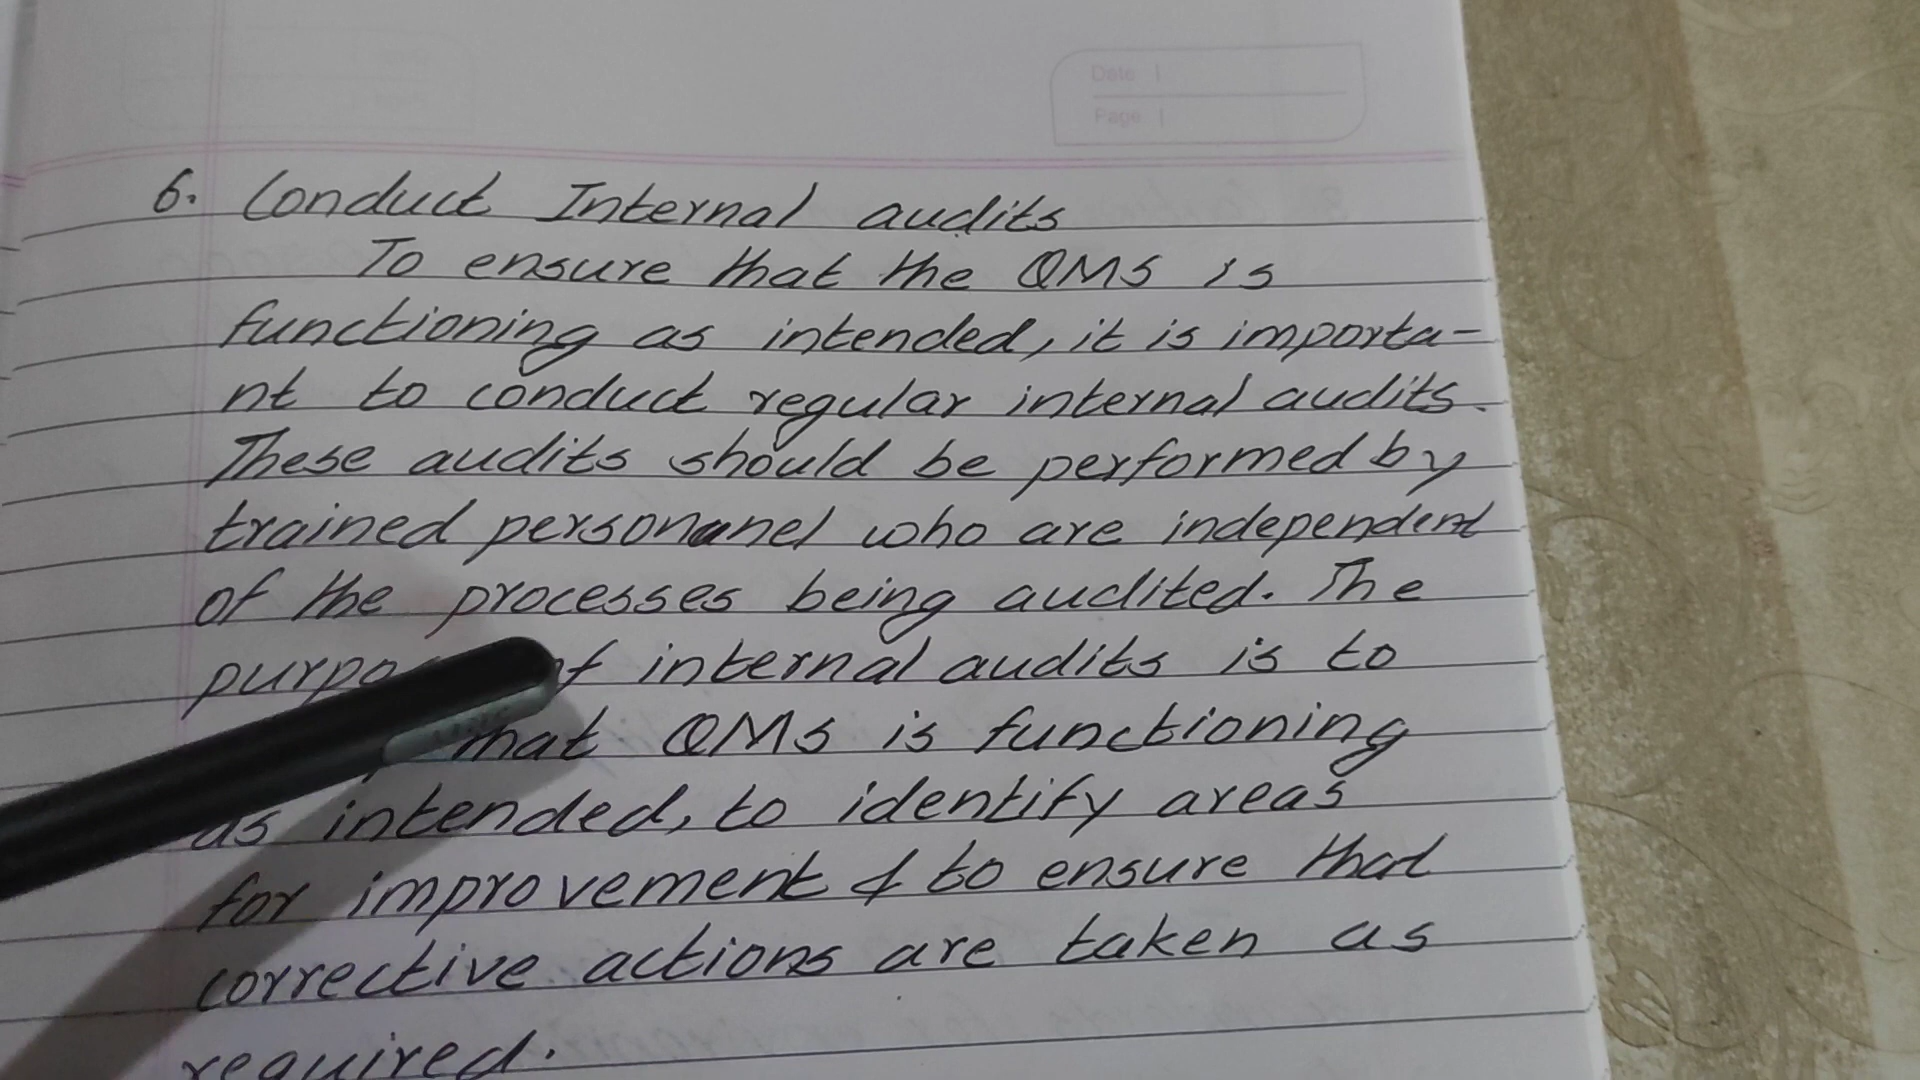 Date
Page
6. Conduct Internal audits
To ensure that the QMS is
functioning as intended, it is importa-
nt to conduct regular internal audits.
These audits should be performed by
trained personanel who are independent
of the processes being audited. The
of internal audits is to
that QMS is functioning
as intended, to identify areas
for improvement & to ensure that
corrective actions are taken as
required.